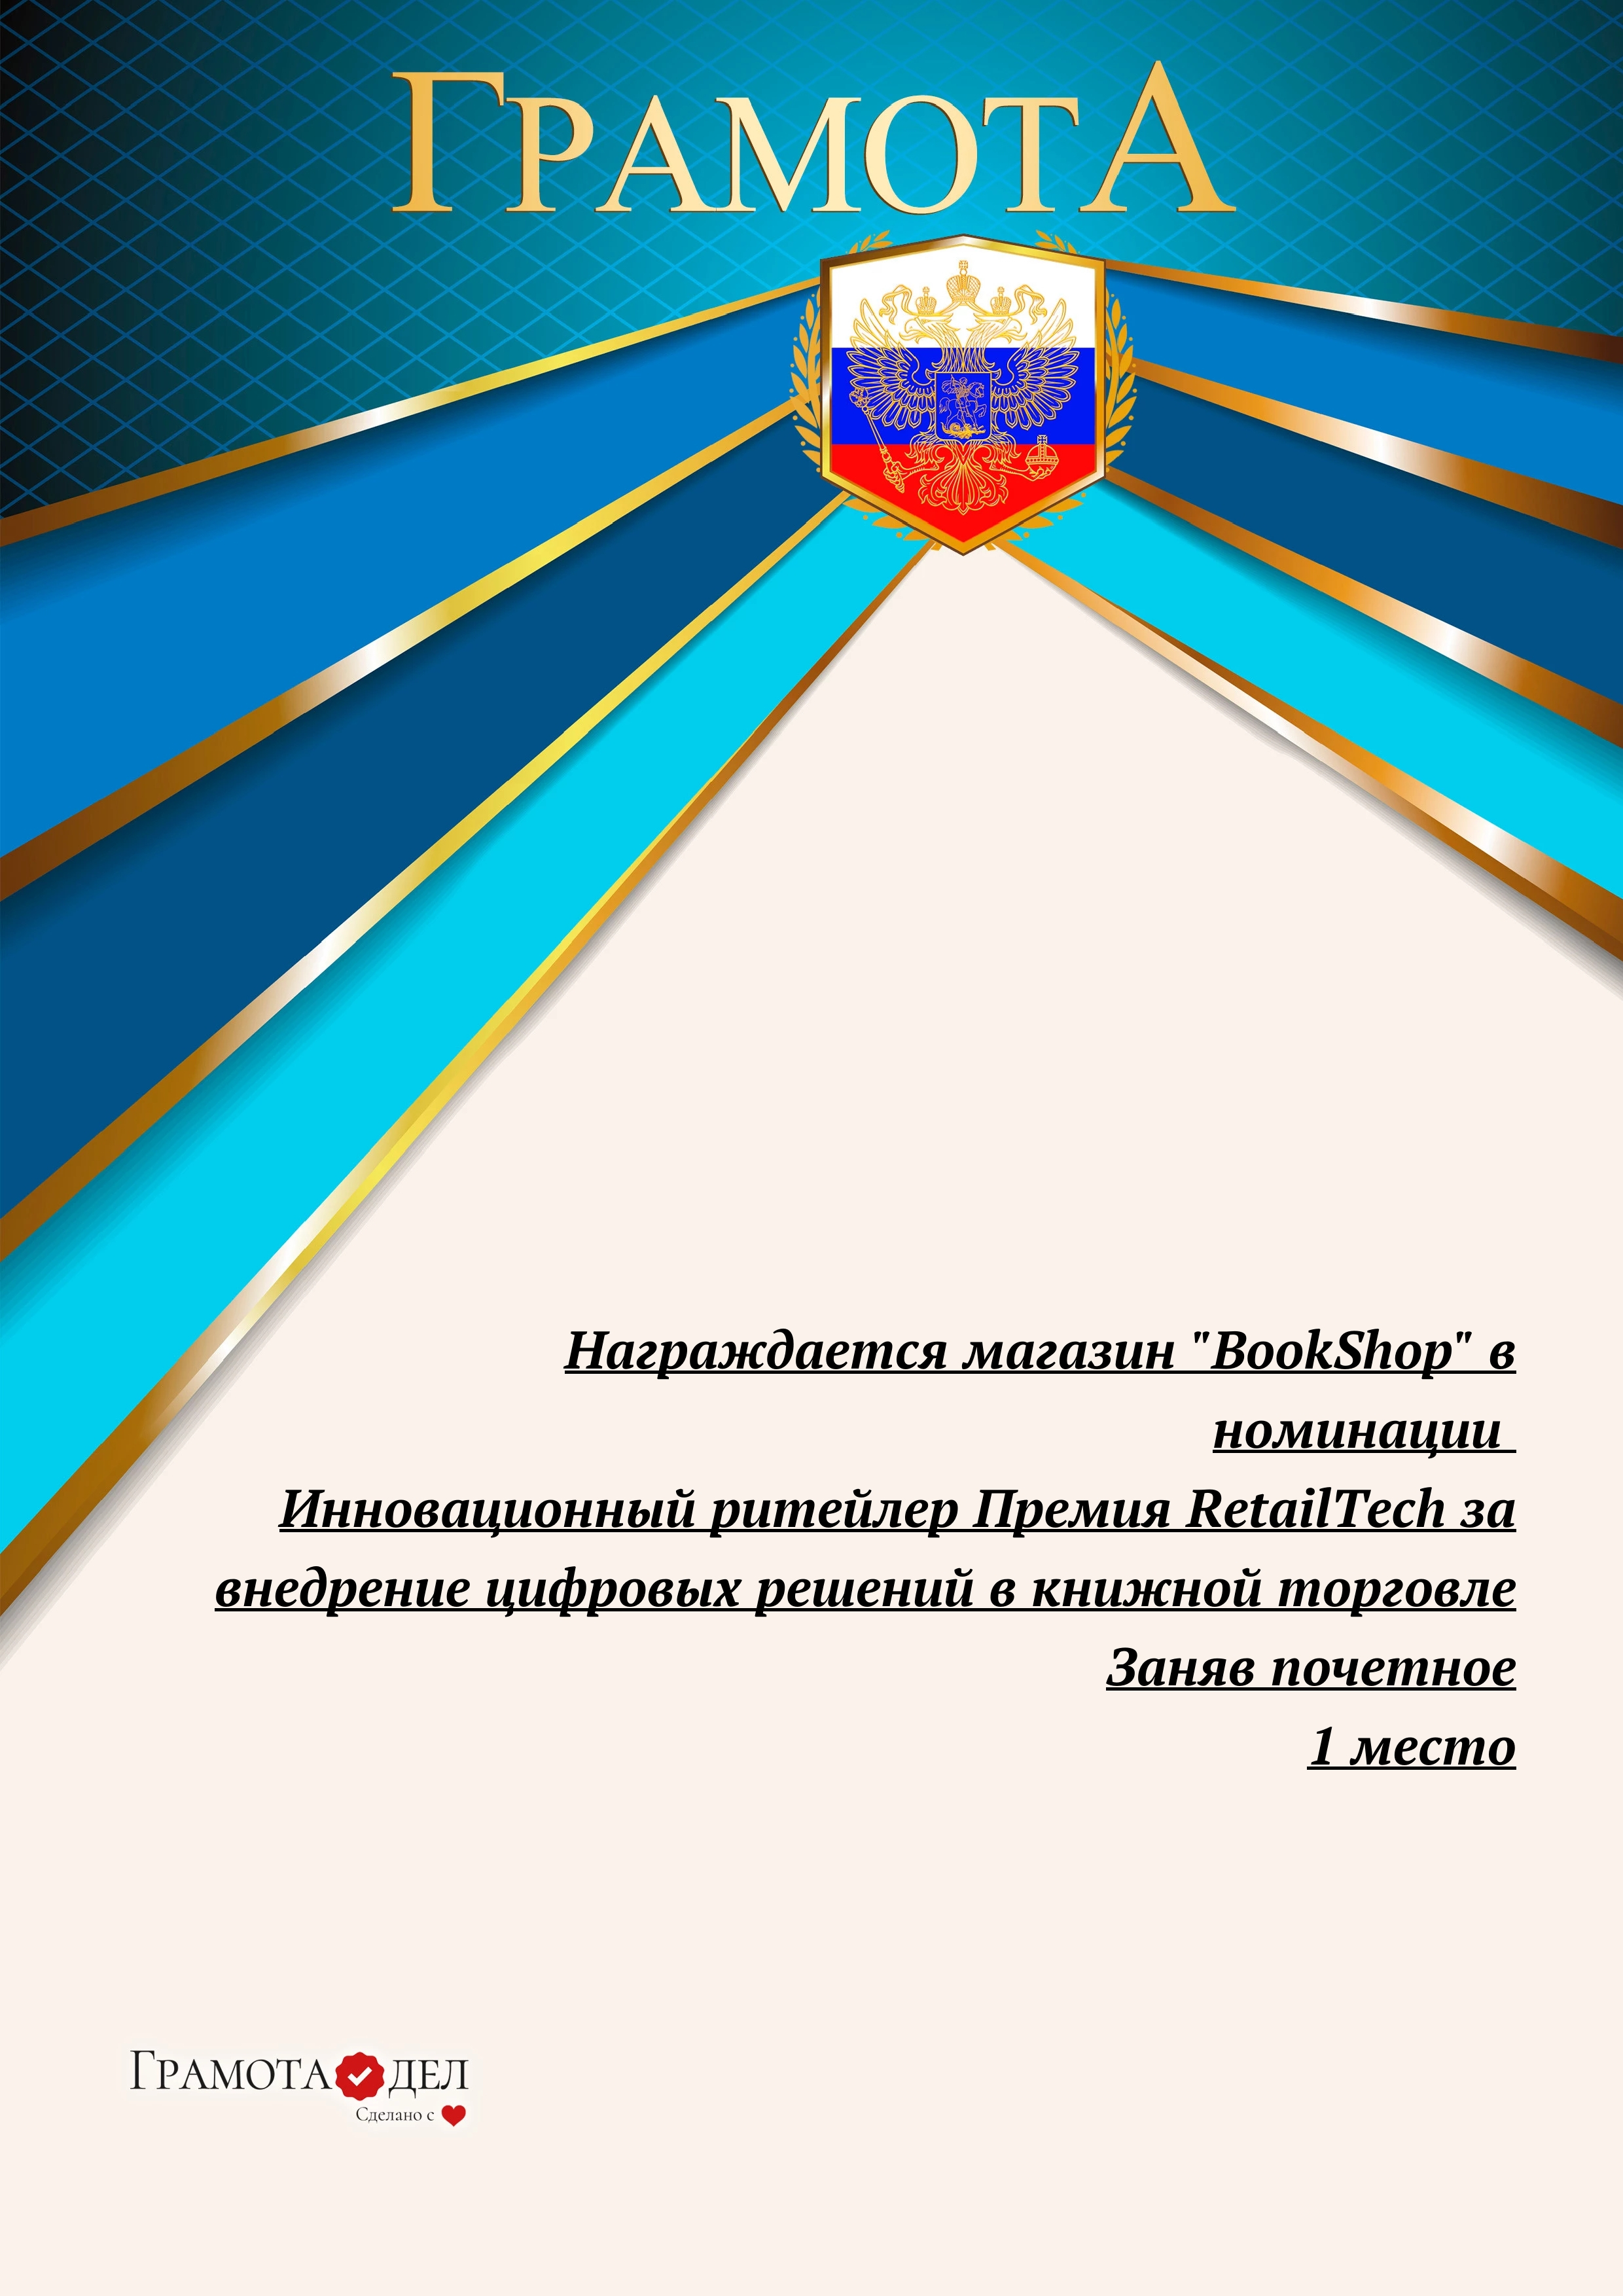 ГРАМОТА
Награждается магазин "BookShop" в
номинации
Инновационный ритейлер Премия RetailTech за
внедрение цифровых решений в книжной торговле
Заняв почетное
1 место
ГРАМОТАДЕЛ
Сделано с